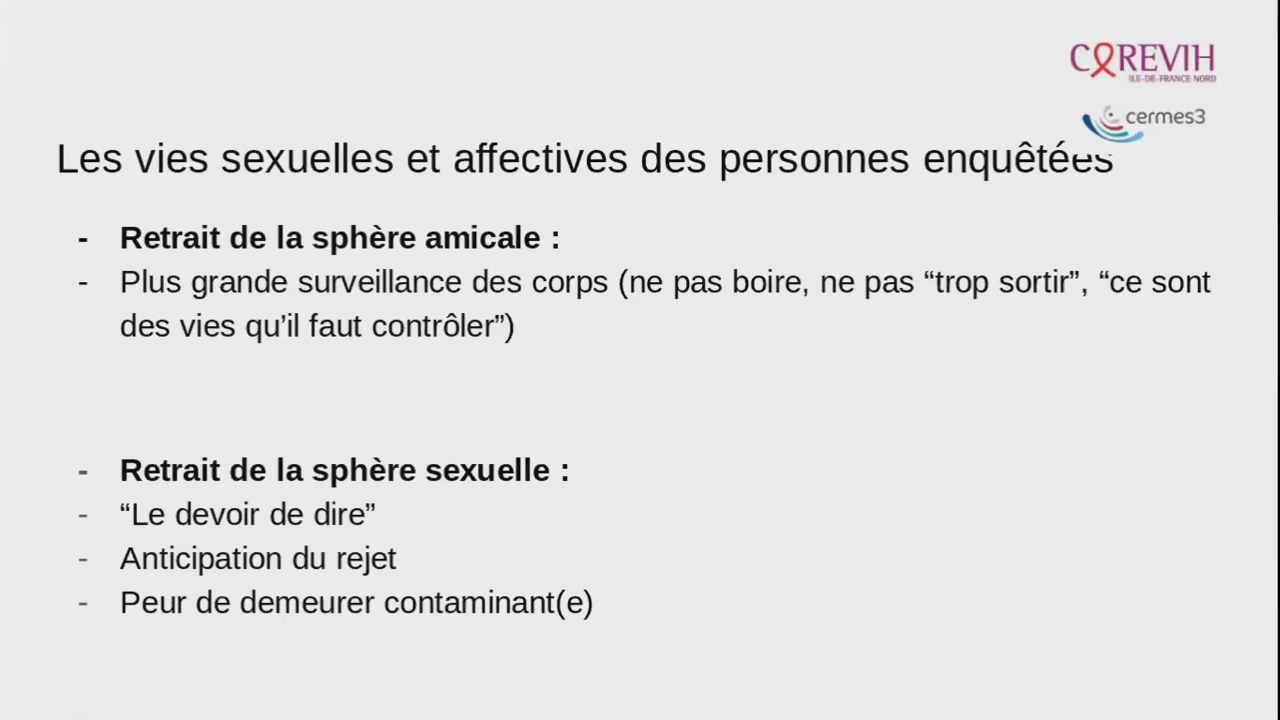 COREVIH
ILE-DE-FRANCE NORD
cermes3
Les vies sexuelles et affectives des personnes enquêtées
- Retrait de la sphère amicale :
- Plus grande surveillance des corps (ne pas boire, ne pas “trop sortir”, “ce sont
des vies qu’il faut contrôler”)
- Retrait de la sphère sexuelle :
- “Le devoir de dire”
- Anticipation du rejet
- Peur de demeurer contaminant(e)